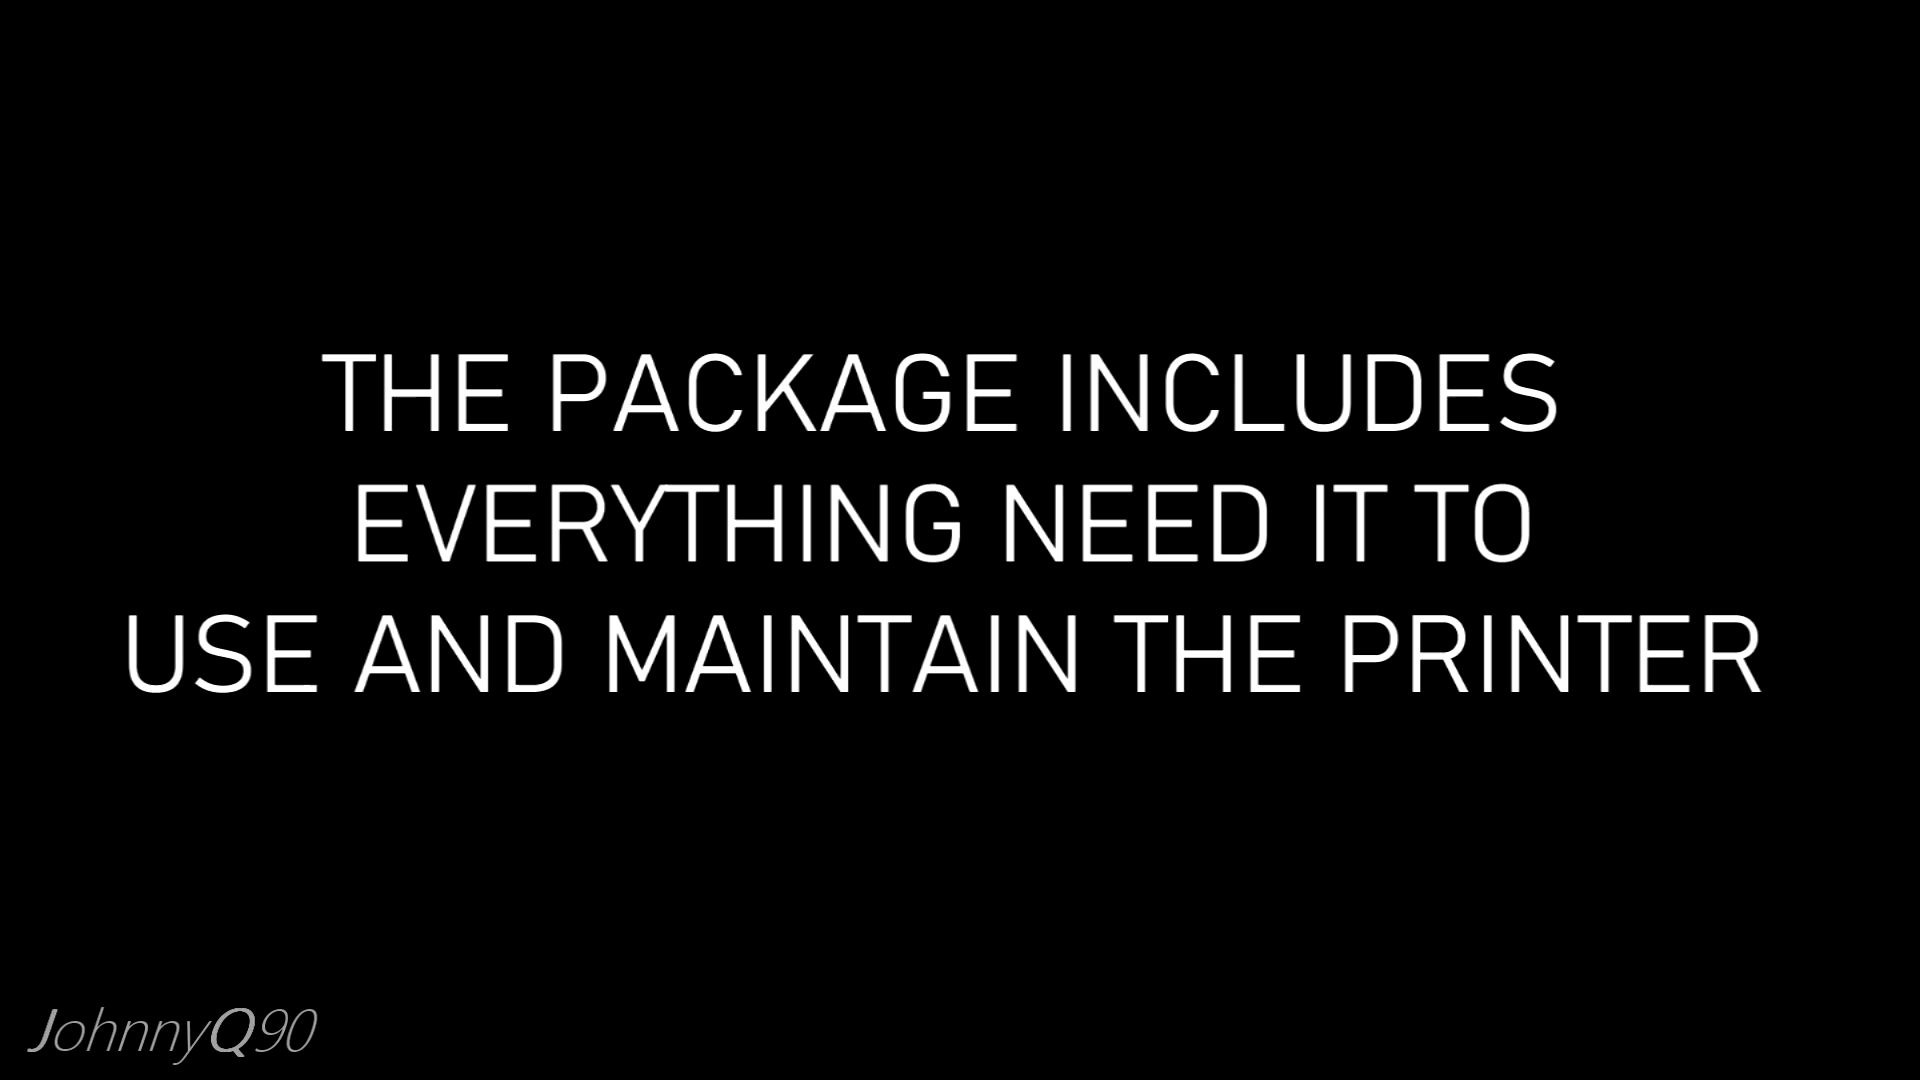 THE PACKAGE INCLUDES
EVERYTHING NEED IT TO
USE AND MAINTAIN THE PRINTER
JohnnyQ90